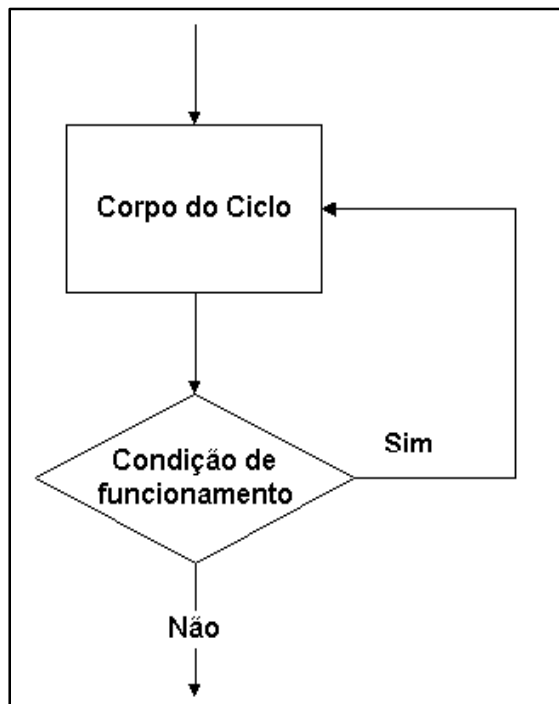 Corpo do Ciclo
Sim
Condição de
funcionamento
Não